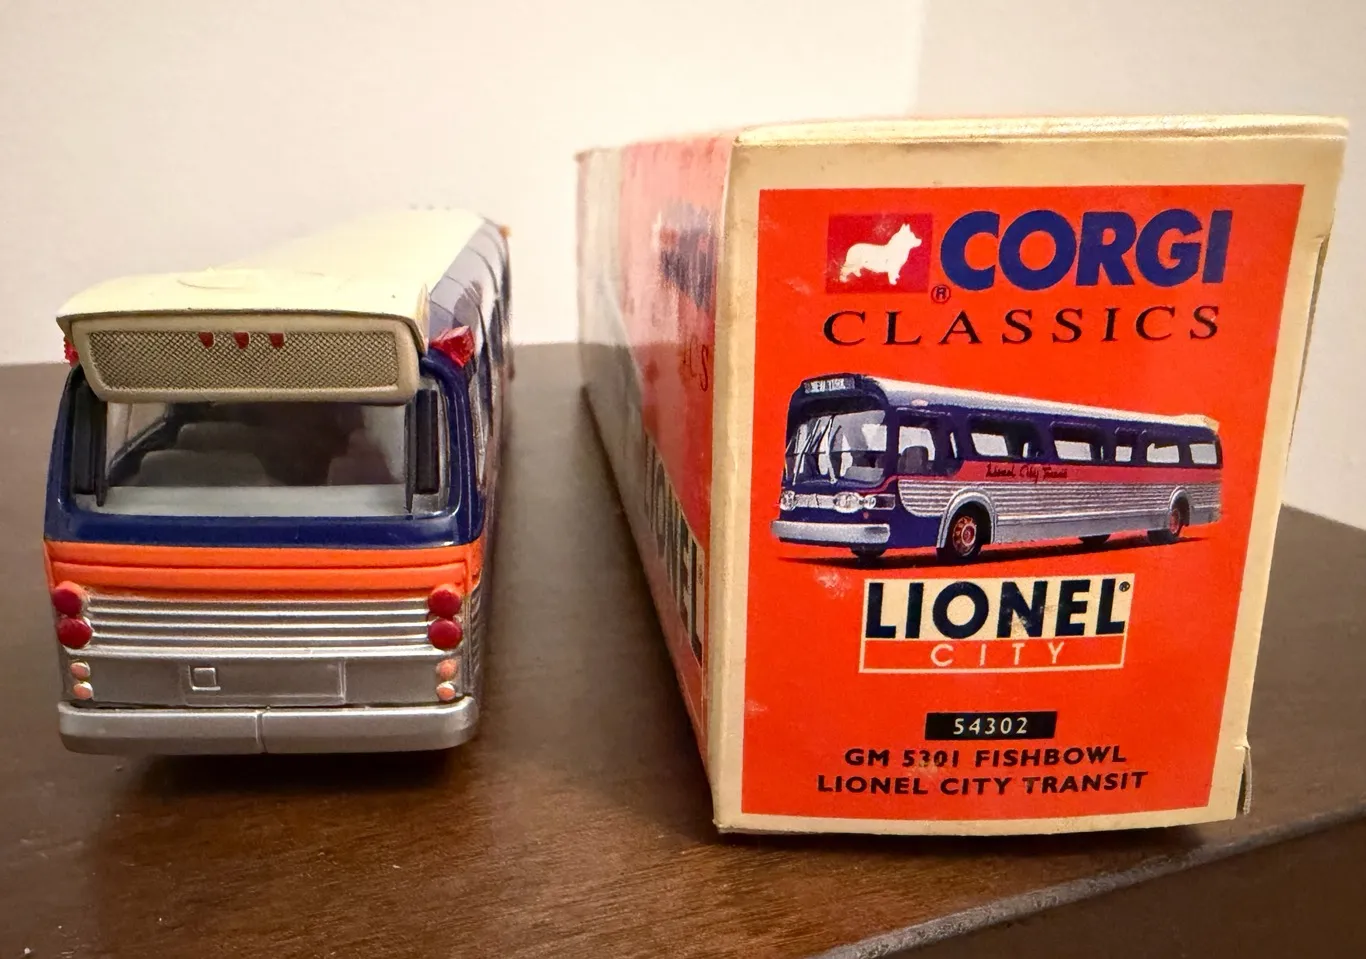 CORGI
®
CLASSICS
NEW YORK
Lionel City Transit
LIONEL®
CITY
54302
GM 5301 FISHBOWL
LIONEL CITY TRANSIT